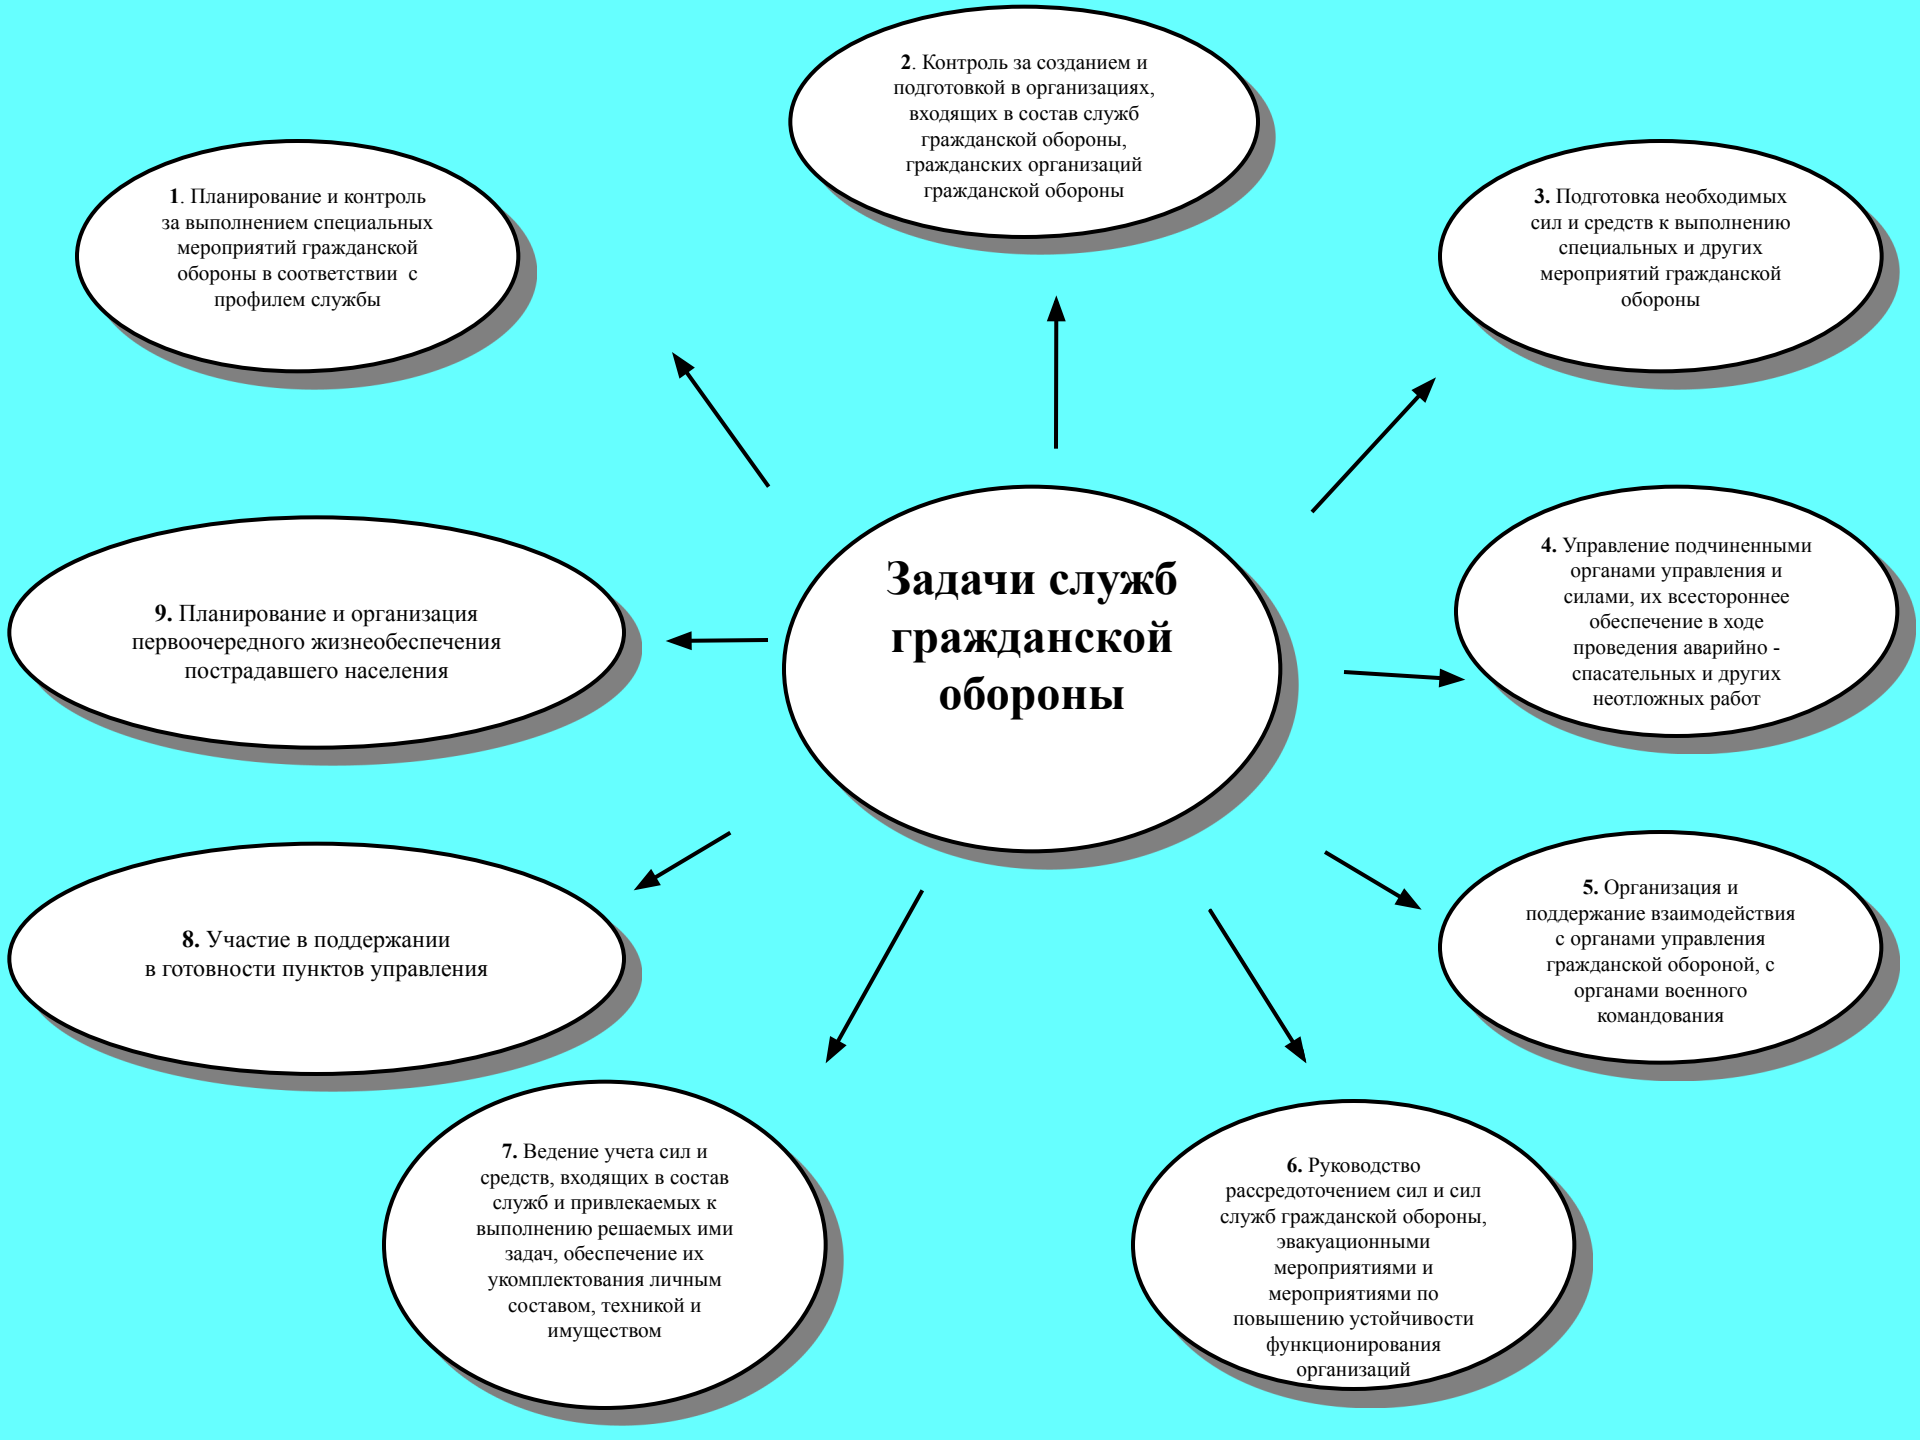 1. Планирование и контроль
за выполнением специальных
мероприятий гражданской
обороны в соответствии  с
профилем службы
2. Контроль за созданием и
подготовкой в организациях,
входящих в состав служб
гражданской обороны,
гражданских организаций
гражданской обороны
3. Подготовка необходимых
сил и средств к выполнению
специальных и других
мероприятий гражданской
обороны
Задачи служб
гражданской
обороны
4. Управление подчиненными
органами управления и
силами, их всестороннее
обеспечение в ходе
проведения аварийно -
спасательных и других
неотложных работ
5. Организация и
поддержание взаимодействия
с органами управления
гражданской обороной, с
органами военного
командования
6. Руководство
рассредоточением сил и сил
служб гражданской обороны,
эвакуационными
мероприятиями и
мероприятиями по
повышению устойчивости
функционирования
организаций
7. Ведение учета сил и
средств, входящих в состав
служб и привлекаемых к
выполнению решаемых ими
задач, обеспечение их
укомплектования личным
составом, техникой и
имуществом
8. Участие в поддержании
в готовности пунктов управления
9. Планирование и организация
первоочередного жизнеобеспечения
пострадавшего населения